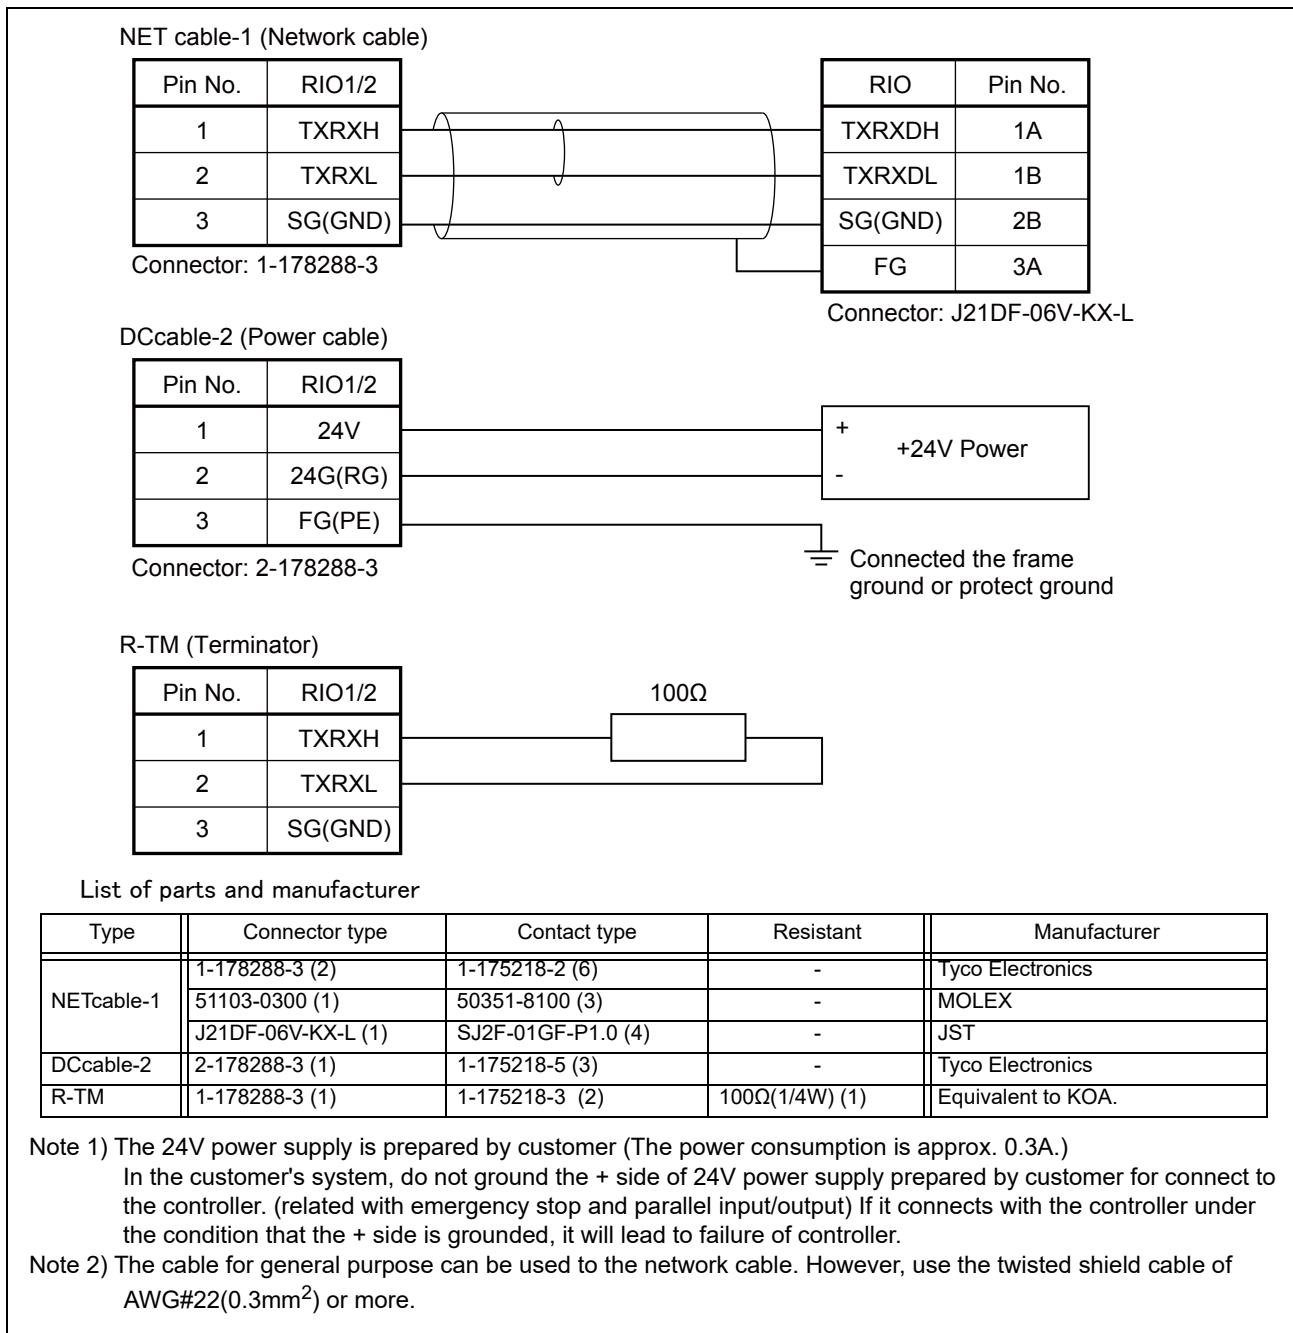 NET cable-1 (Network cable)
Pin No. RIO1/2 RIO Pin No.
1 TXRXH TXRXDH 1A
2 TXRXL TXRXDL 1B
3 SG(GND) SG(GND) 2B
FG 3A
Connector: 1-178288-3
Connector: J21DF-06V-KX-L
DCcable-2 (Power cable)
Pin No. RIO1/2
1 24V +
+24V Power
2 24G(RG) -
3 FG(PE)
Connector: 2-178288-3
Connected the frame
ground or protect ground
R-TM (Terminator)
Pin No. RIO1/2 100Ω
1 TXRXH
2 TXRXL
3 SG(GND)
List of parts and manufacturer
Type Connector type Contact type Resistant Manufacturer
NETcable-1 1-178288-3 (2) 1-175218-2 (6) - Tyco Electronics
51103-0300 (1) 50351-8100 (3) - MOLEX
J21DF-06V-KX-L (1) SJ2F-01GF-P1.0 (4) - JST
DCcable-2 2-178288-3 (1) 1-175218-5 (3) - Tyco Electronics
R-TM 1-178288-3 (1) 1-175218-3 (2) 100Ω(1/4W) (1) Equivalent to KOA.
Note 1) The 24V power supply is prepared by customer (The power consumption is approx. 0.3A.)
In the customer's system, do not ground the + side of 24V power supply prepared by customer for connect to
the controller. (related with emergency stop and parallel input/output) If it connects with the controller under
the condition that the + side is grounded, it will lead to failure of controller.
Note 2) The cable for general purpose can be used to the network cable. However, use the twisted shield cable of
AWG#22(0.3mm²) or more.